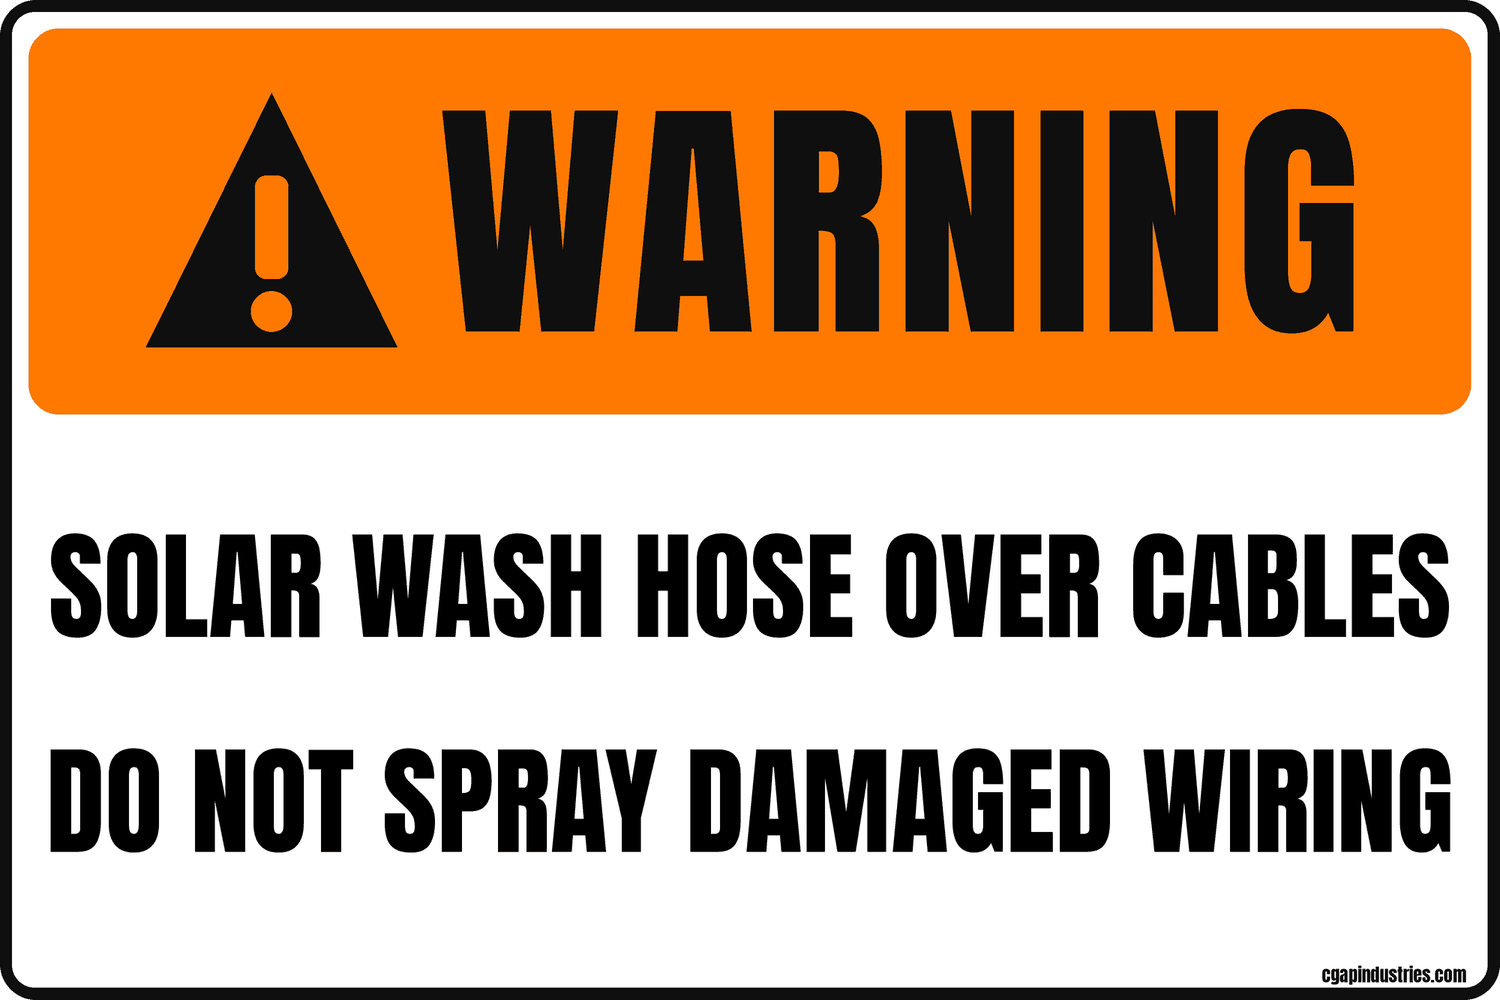 WARNING
SOLAR WASH HOSE OVER CABLES
DO NOT SPRAY DAMAGED WIRING
cgapindustries.com